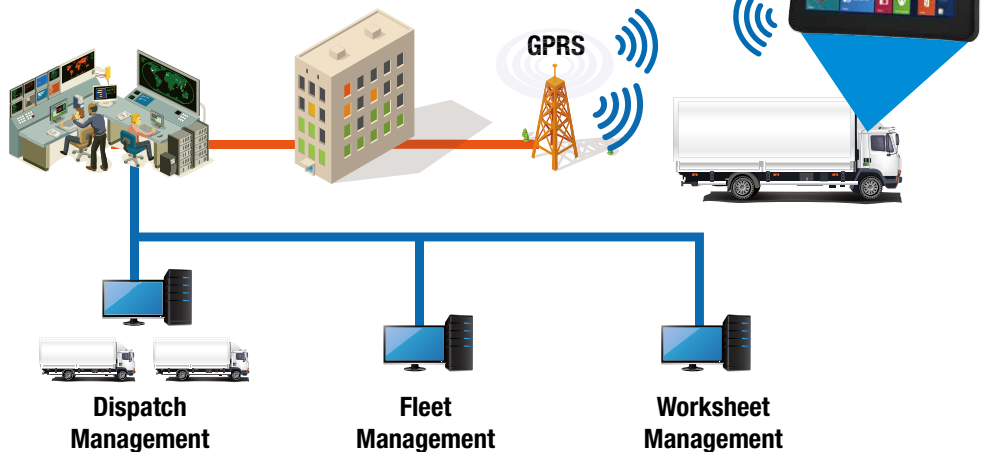 GPRS
Dispatch
Management
Fleet
Management
Worksheet
Management